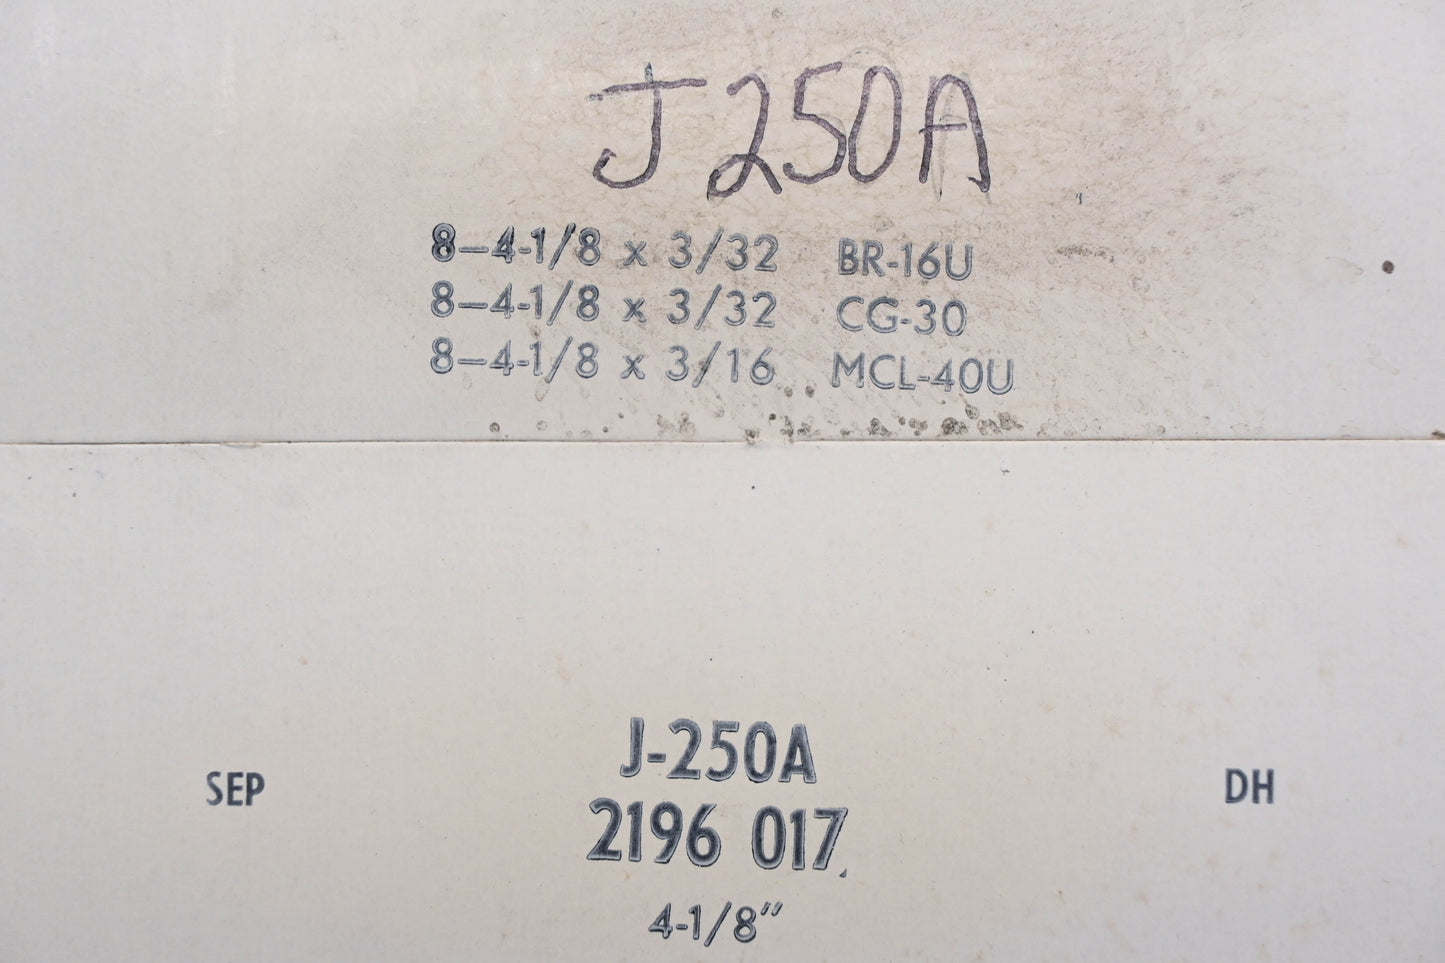 J250A
8–4-1/8 x 3/32 BR-16U
8–4-1/8 x 3/32 CG-30
8–4-1/8 x 3/16 MCL-40U
J-250A
SEP 2196 017 DH
4-1/8"